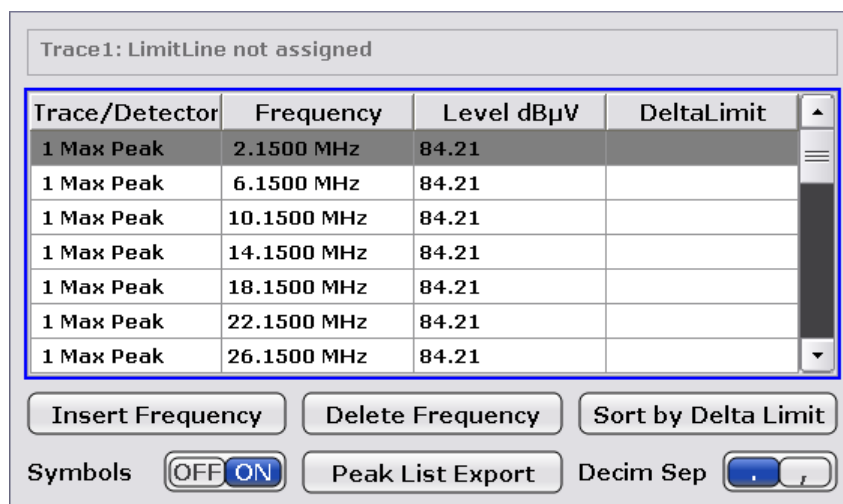 Trace1: LimitLine not assigned
Trace/Detector Frequency Level dBµV DeltaLimit
1 Max Peak 2.1500 MHz 84.21
1 Max Peak 6.1500 MHz 84.21
1 Max Peak 10.1500 MHz 84.21
1 Max Peak 14.1500 MHz 84.21
1 Max Peak 18.1500 MHz 84.21
1 Max Peak 22.1500 MHz 84.21
1 Max Peak 26.1500 MHz 84.21
Insert Frequency Delete Frequency Sort by Delta Limit
Symbols OFF ON Peak List Export Decim Sep . ,